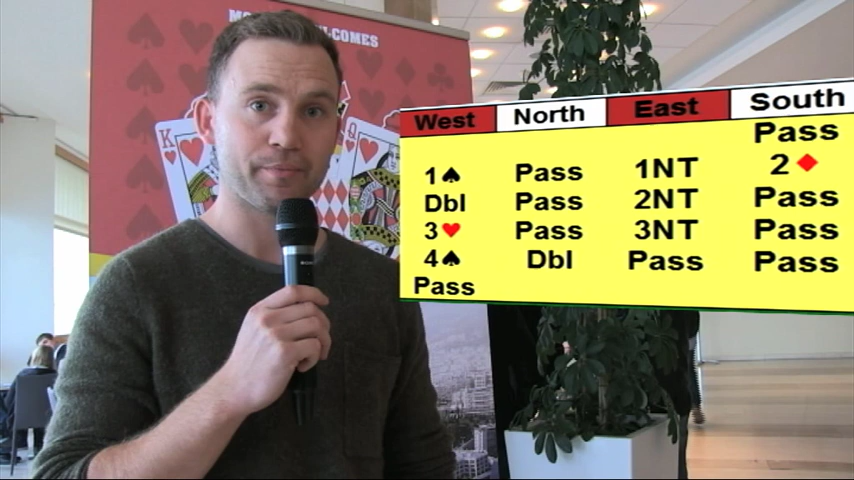 West North East South
Pass
1♠ Pass 1NT 2♦
Dbl Pass 2NT Pass
3♥ Pass 3NT Pass
4♠ Dbl Pass Pass
Pass
K
Q